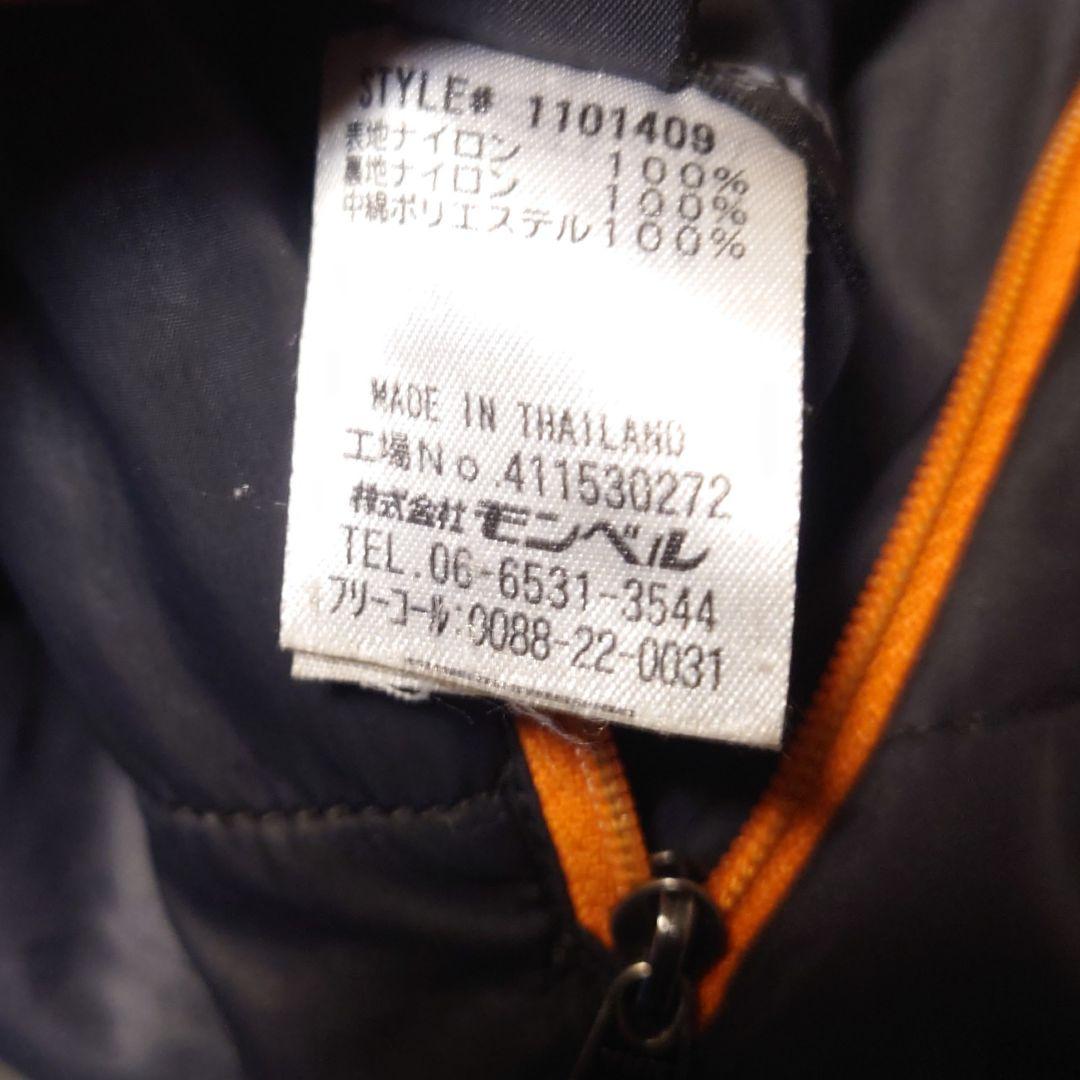 STYLE# 1101409
表地ナイロン 100%
裏地ナイロン 100%
中綿ポリエステル100%
MADE IN THAILAND
工場No.411530272
株式会社モンベル
TEL.06-6531-3544
フリーコール:0088-22-0031